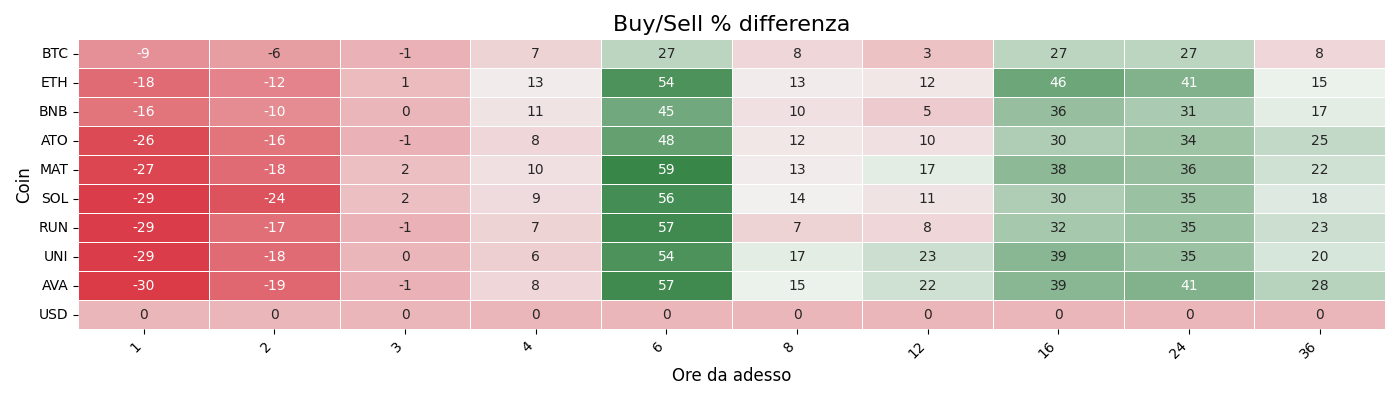 Buy/Sell % differenza
Coin
BTC -9 -6 -1 7 27 8 3 27 27 8
ETH -18 -12 1 13 54 13 12 46 41 15
BNB -16 -10 0 11 45 10 5 36 31 17
ATO -26 -16 -1 8 48 12 10 30 34 25
MAT -27 -18 2 10 59 13 17 38 36 22
SOL -29 -24 2 9 56 14 11 30 35 18
RUN -29 -17 -1 7 57 7 8 32 35 23
UNI -29 -18 0 6 54 17 23 39 35 20
AVA -30 -19 -1 8 57 15 22 39 41 28
USD 0 0 0 0 0 0 0 0 0 0
1 2 3 4 6 8 12 16 24 36
Ore da adesso